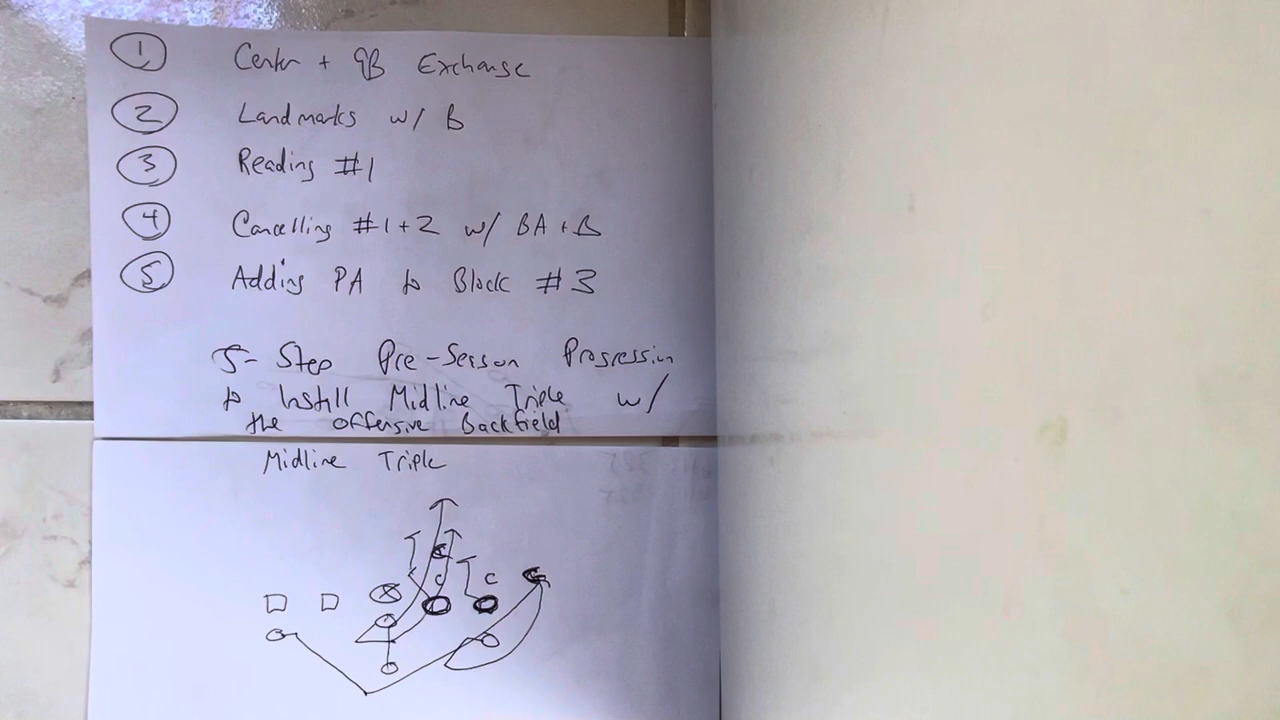 1 Center + QB Exchange
2 Landmarks w/ B
3 Reading #1
4 Cancelling #1+2 w/ BA + B
5 Adding PA to Block #3
5-Step Pre-Season Progression
to Install Midline Triple w/
the offensive Backfield
Midline Triple
C
C